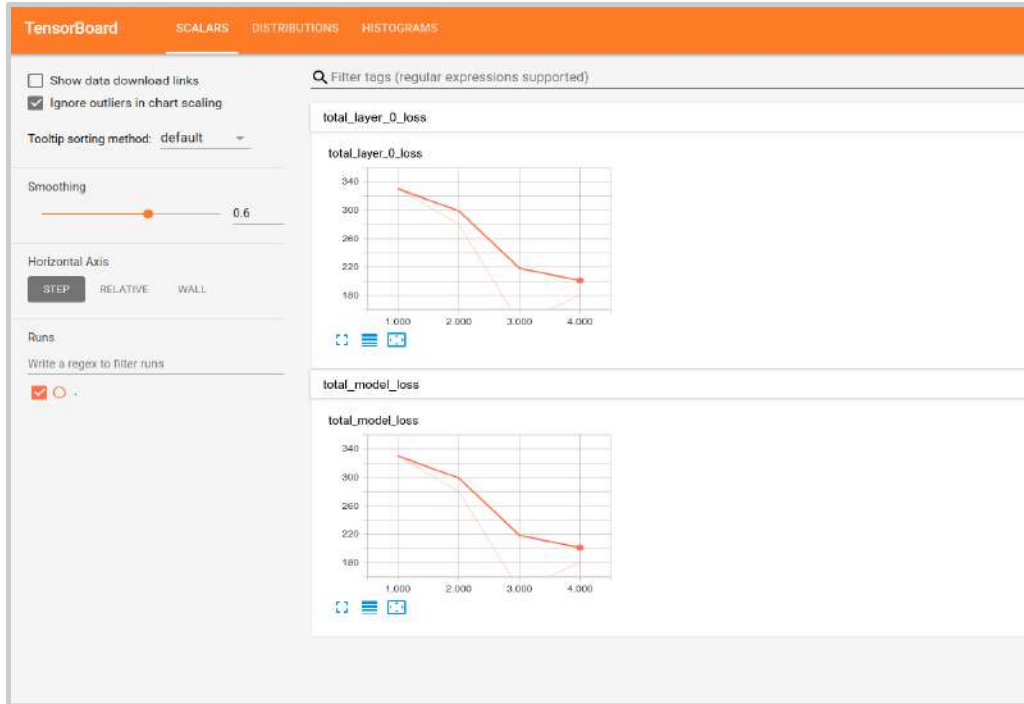 TensorBoard SCALARS DISTRIBUTIONS HISTOGRAMS
Show data download links
Ignore outliers in chart scaling
Tooltip sorting method: default
Smoothing
0.6
Horizontal Axis
STEP RELATIVE WALL
Runs
Write a regex to filter runs
.
Filter tags (regular expressions supported)
total_layer_0_loss
total_layer_0_loss
340
300
260
220
180
1.000 2.000 3.000 4.000
total_model_loss
total_model_loss
340
300
260
220
180
1.000 2.000 3.000 4.000